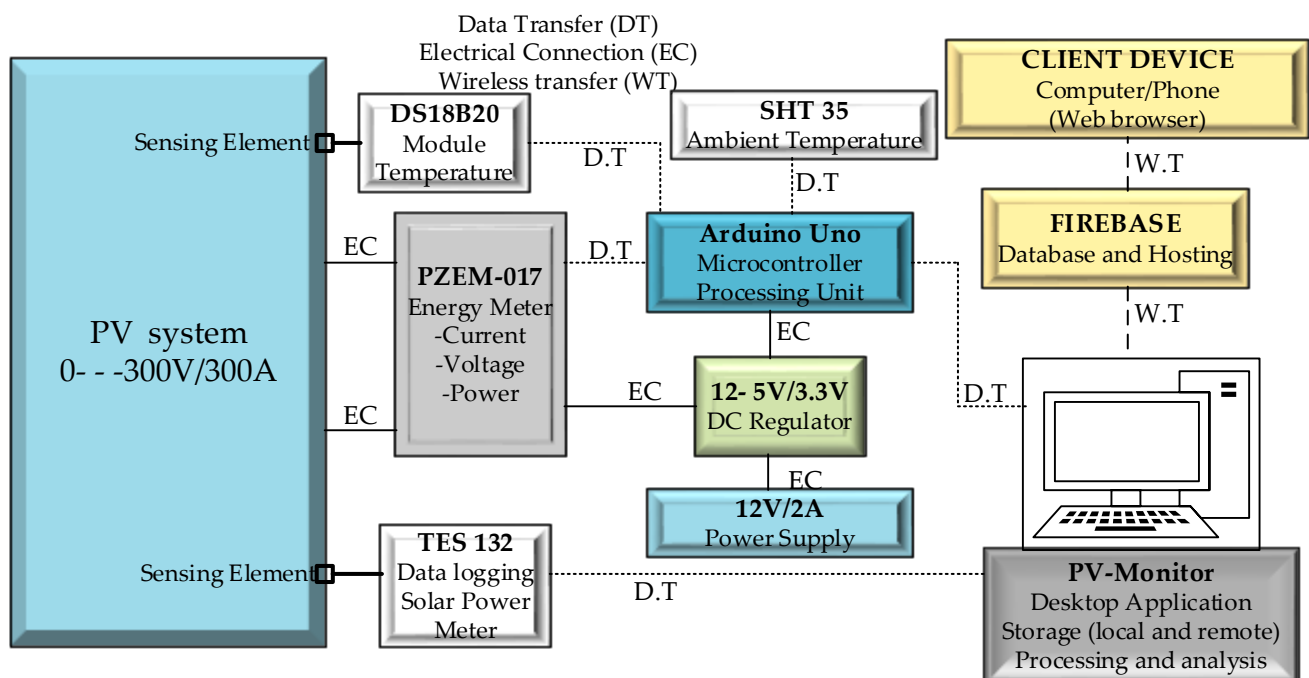 Data Transfer (DT)
Electrical Connection (EC)
Wireless transfer (WT)
CLIENT DEVICE
Computer/Phone
(Web browser)
DS18B20
Module
Temperature
SHT 35
Ambient Temperature
Sensing Element
D.T
D.T
W.T
FIREBASE
Database and Hosting
Arduino Uno
Microcontroller
Processing Unit
EC
D.T
PZEM-017
Energy Meter
-Current
-Voltage
-Power
W.T
EC
PV system
0- - -300V/300A
12- 5V/3.3V
DC Regulator
EC
EC
D.T
EC
12V/2A
Power Supply
TES 132
Data logging
Solar Power
Meter
Sensing Element
D.T
PV-Monitor
Desktop Application
Storage (local and remote)
Processing and analysis